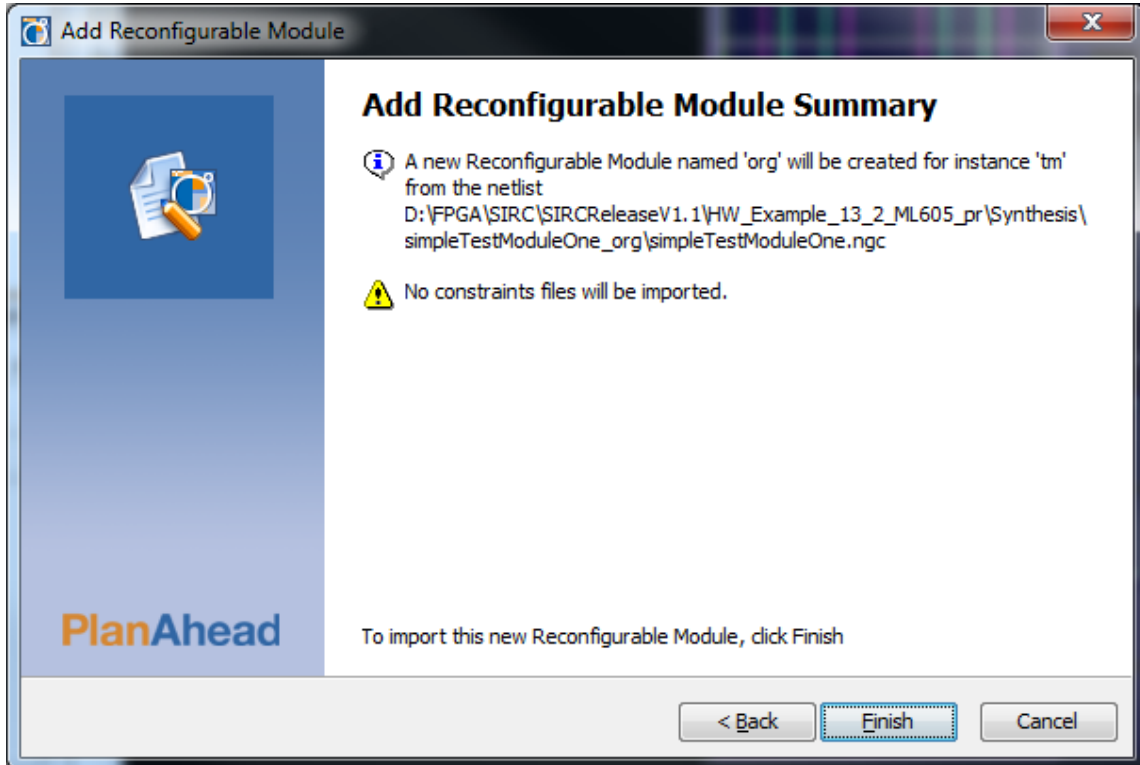 Add Reconfigurable Module
Add Reconfigurable Module Summary
A new Reconfigurable Module named 'org' will be created for instance 'tm'
from the netlist
D:\FPGA\SIRC\SIRCReleaseV1.1\HW_Example_13_2_ML605_pr\Synthesis\
simpleTestModuleOne_org\simpleTestModuleOne.ngc
No constraints files will be imported.
PlanAhead
To import this new Reconfigurable Module, click Finish
< Back
Finish
Cancel